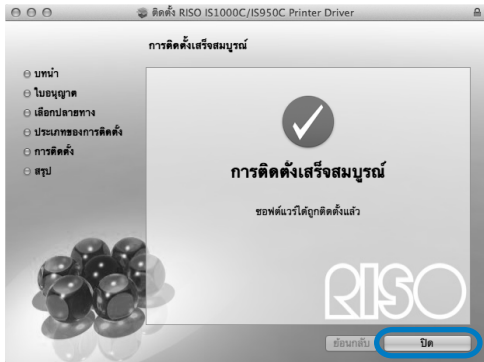 ติดตั้ง RISO IS1000C/IS950C Printer Driver
การติดตั้งเสร็จสมบูรณ์
บทนำ
ใบอนุญาต
เลือกปลายทาง
ประเภทของการติดตั้ง
การติดตั้ง
สรุป
การติดตั้งเสร็จสมบูรณ์
ซอฟต์แวร์ได้ถูกติดตั้งแล้ว
RISO
ย้อนกลับ
ปิด